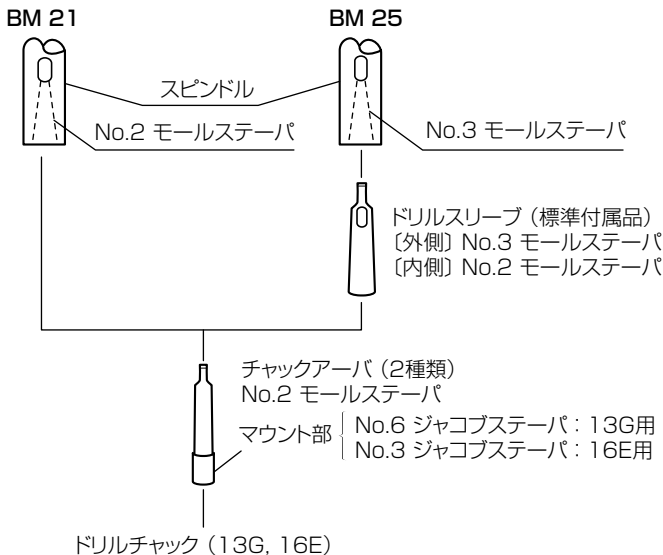 BM 21
BM 25
スピンドル
No.2 モールステーパ
No.3 モールステーパ
ドリルスリーブ (標準付属品)
〔外側〕 No.3 モールステーパ
〔内側〕 No.2 モールステーパ
チャックアーバ (2種類)
No.2 モールステーパ
マウント部
No.6 ジャコブステーパ : 13G用
No.3 ジャコブステーパ : 16E用
ドリルチャック (13G, 16E)